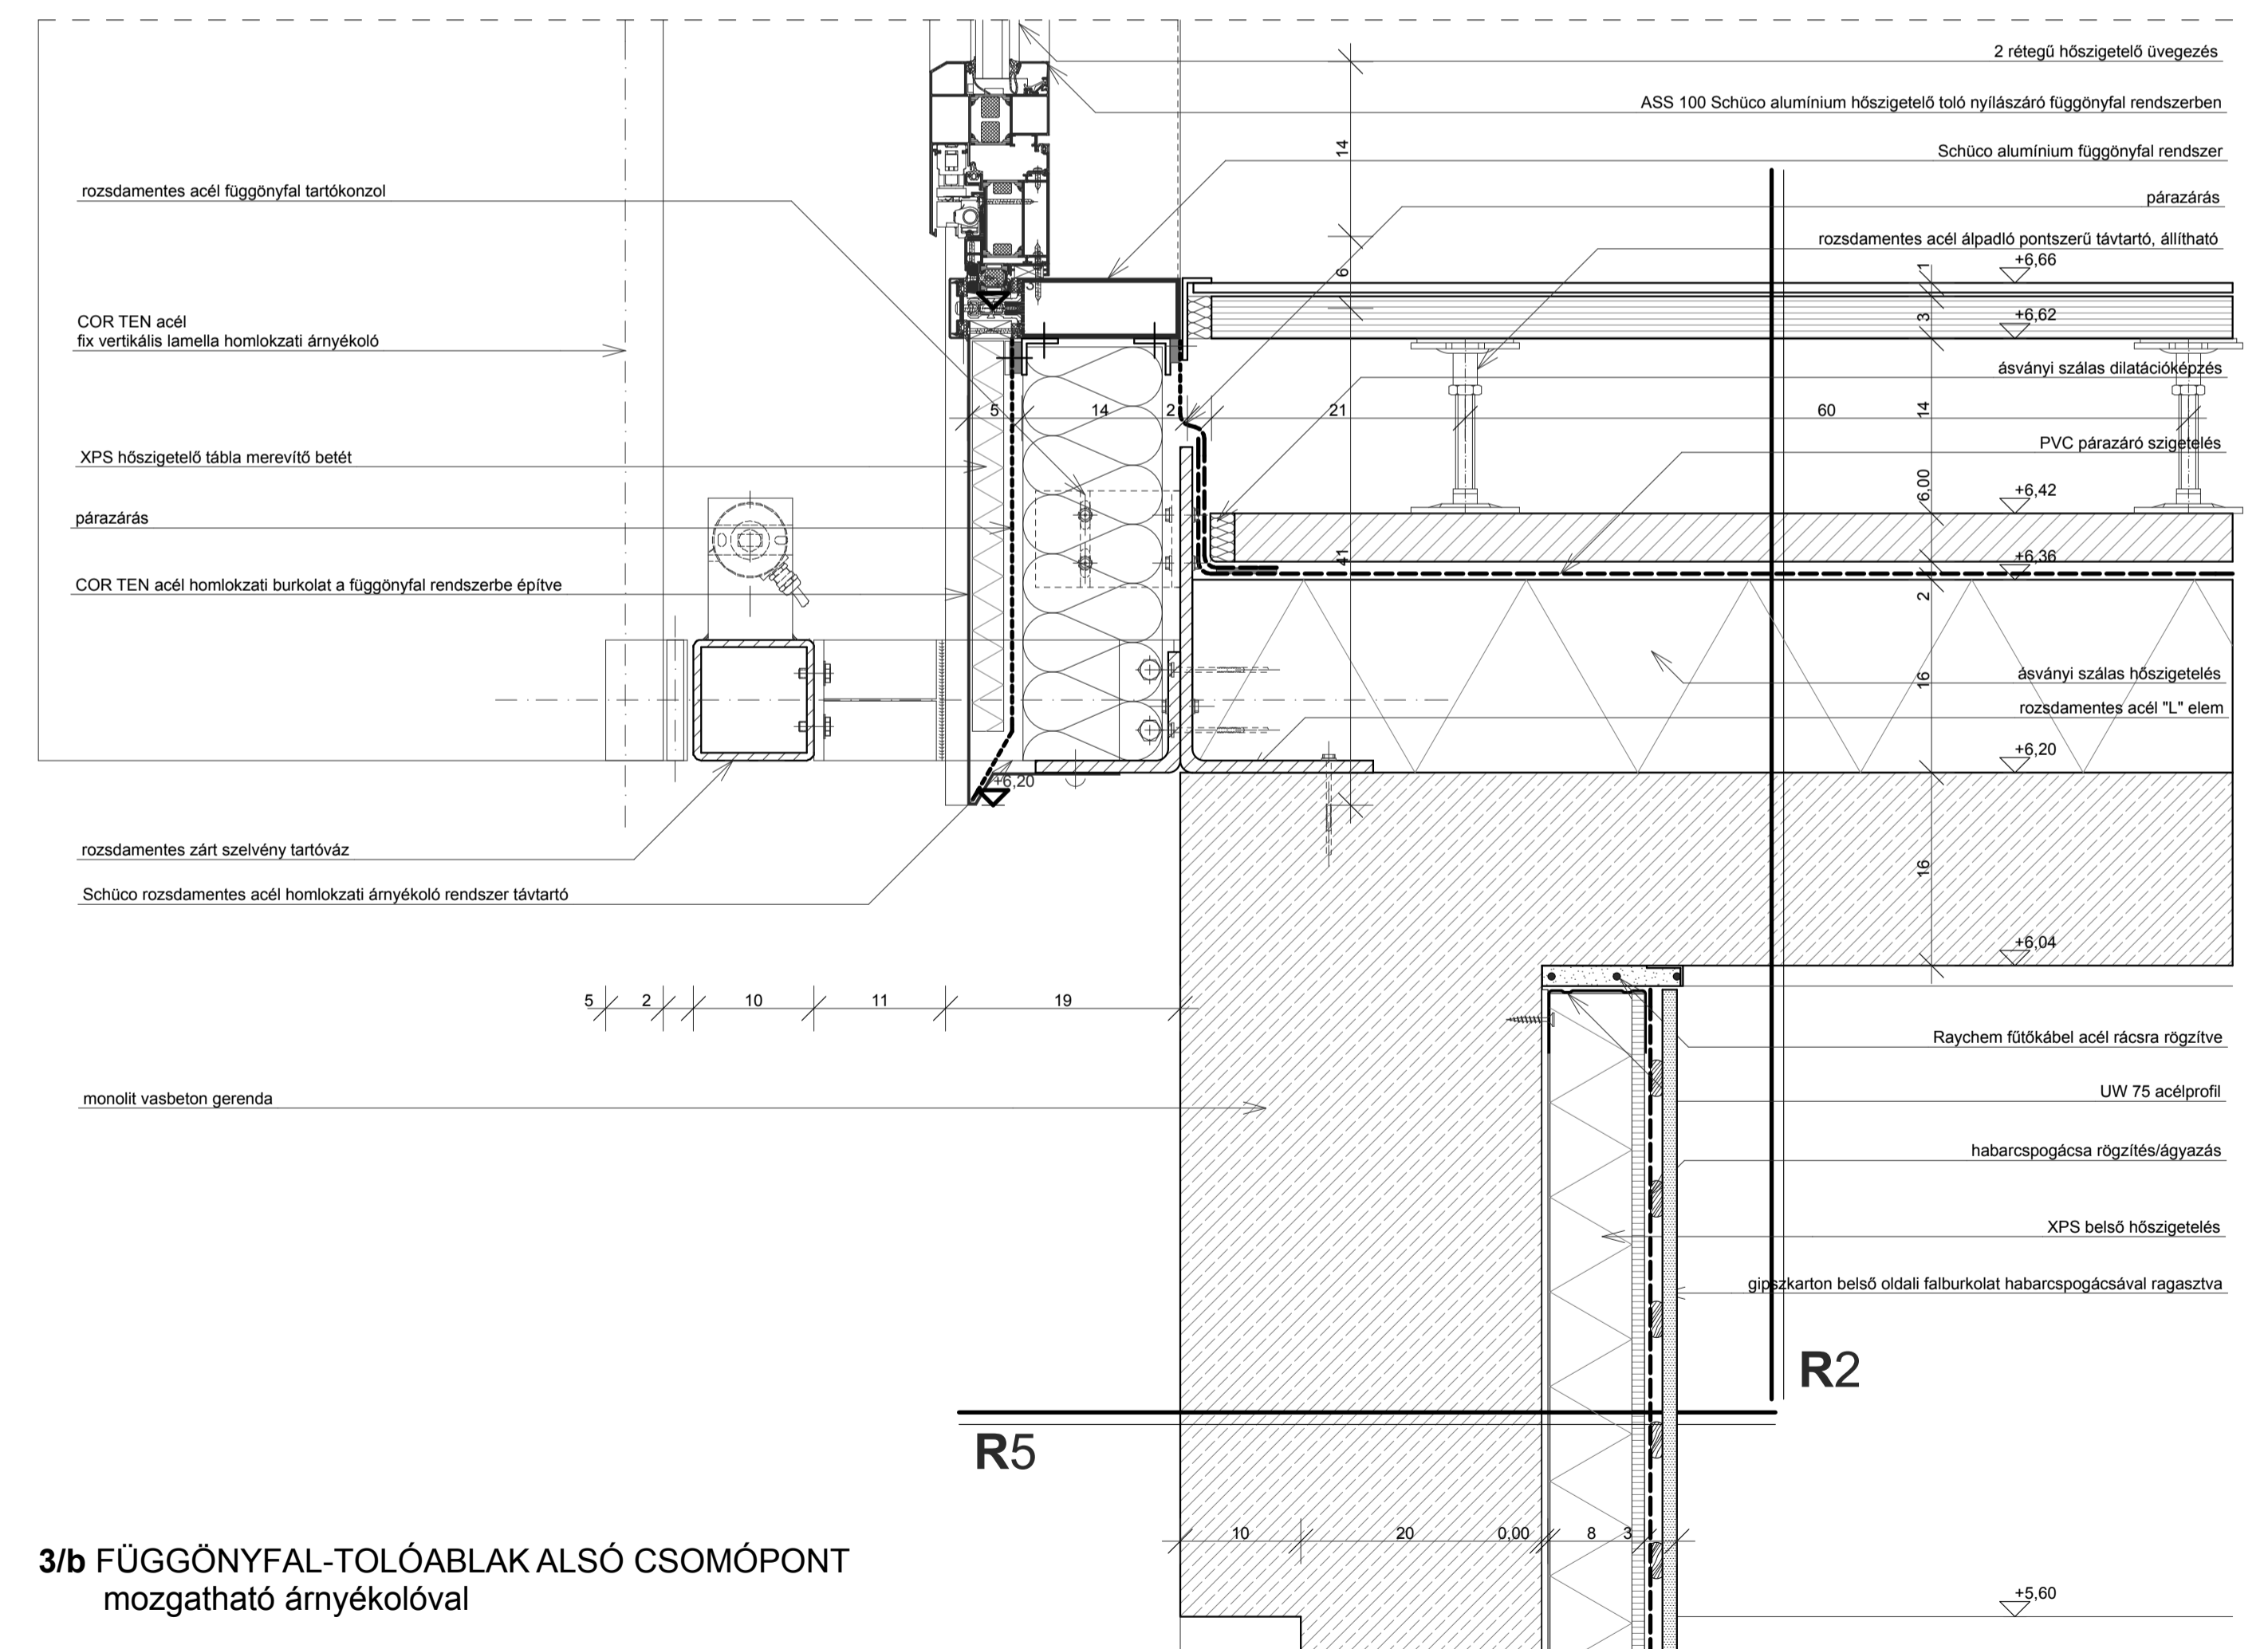 2 rétegű hőszigetelő üvegezés
ASS 100 Schüco alumínium hőszigetelő toló nyílászáró függönyfal rendszerben
Schüco alumínium függönyfal rendszer
párazárás
rozsdamentes acél álpadló pontszerű távtartó, állítható
+6,66
+6,62
ásványi szálas dilatációképzés
PVC párazáró szigetelés
+6,42
+6,36
ásványi szálas hőszigetelés
rozsdamentes acél "L" elem
+6,20
+6,04
rozsdamentes acél függönyfal tartókonzol
COR TEN acél
fix vertikális lamella homlokzati árnyékoló
XPS hőszigetelő tábla merevítő betét
párazárás
COR TEN acél homlokzati burkolat a függönyfal rendszerbe építve
rozsdamentes zárt szelvény tartóváz
Schüco rozsdamentes acél homlokzati árnyékoló rendszer távtartó
monolit vasbeton gerenda
14
6
41
5 14 2 21 60
1
3
14
6,00
2
16
16
+6,20
5 2 10 11 19
Raychem fűtőkábel acél rácsra rögzítve
UW 75 acélprofil
habarcspogácsa rögzítés/ágyazás
XPS belső hőszigetelés
gipszkarton belső oldali falburkolat habarcspogácsával ragasztva
R2
R5
10 20 0,00 8 3
+5,60
3/b FÜGGÖNYFAL-TOLÓABLAK ALSÓ CSOMÓPONT
mozgatható árnyékolóval